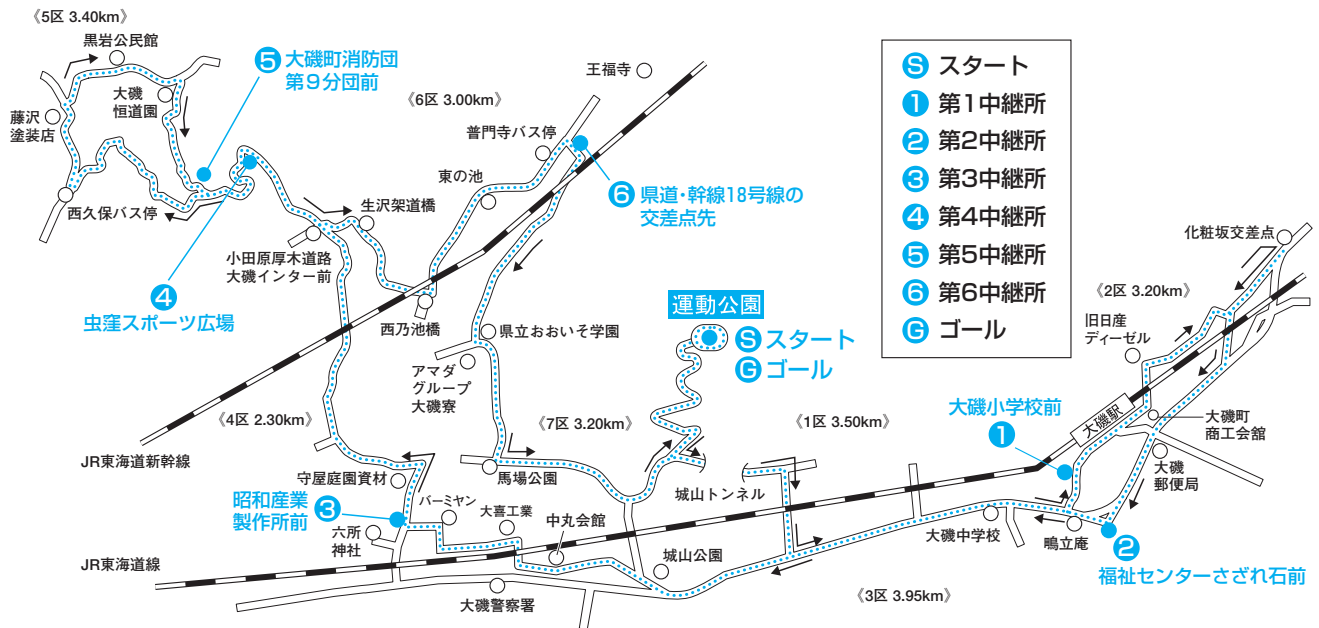 《5区 3.40km》
黒岩公民館
大磯
恒道園
藤沢
塗装店
西久保バス停
⑤ 大磯町消防団
第9分団前
④
虫窪スポーツ広場
《6区 3.00km》
王福寺
普門寺バス停
東の池
生沢架道橋
小田原厚木道路
大磯インター前
西乃池橋
⑥ 県道・幹線18号線の
交差点先
県立おおいそ学園
アマダ
グループ
大磯寮
運動公園
S スタート
G ゴール
S スタート
① 第1中継所
② 第2中継所
③ 第3中継所
④ 第4中継所
⑤ 第5中継所
⑥ 第6中継所
G ゴール
化粧坂交差点
《2区 3.20km》
旧日産
ディーゼル
大磯駅
大磯小学校前
①
大磯町
商工会舘
大磯
郵便局
《4区 2.30km》
《7区 3.20km》
《1区 3.50km》
JR東海道新幹線
守屋庭園資材
馬場公園
城山トンネル
昭和産業
製作所前
③
バーミヤン
大喜工業
中丸会館
六所
神社
城山公園
大磯中学校
鴫立庵
②
福祉センターさざれ石前
JR東海道線
大磯警察署
《3区 3.95km》